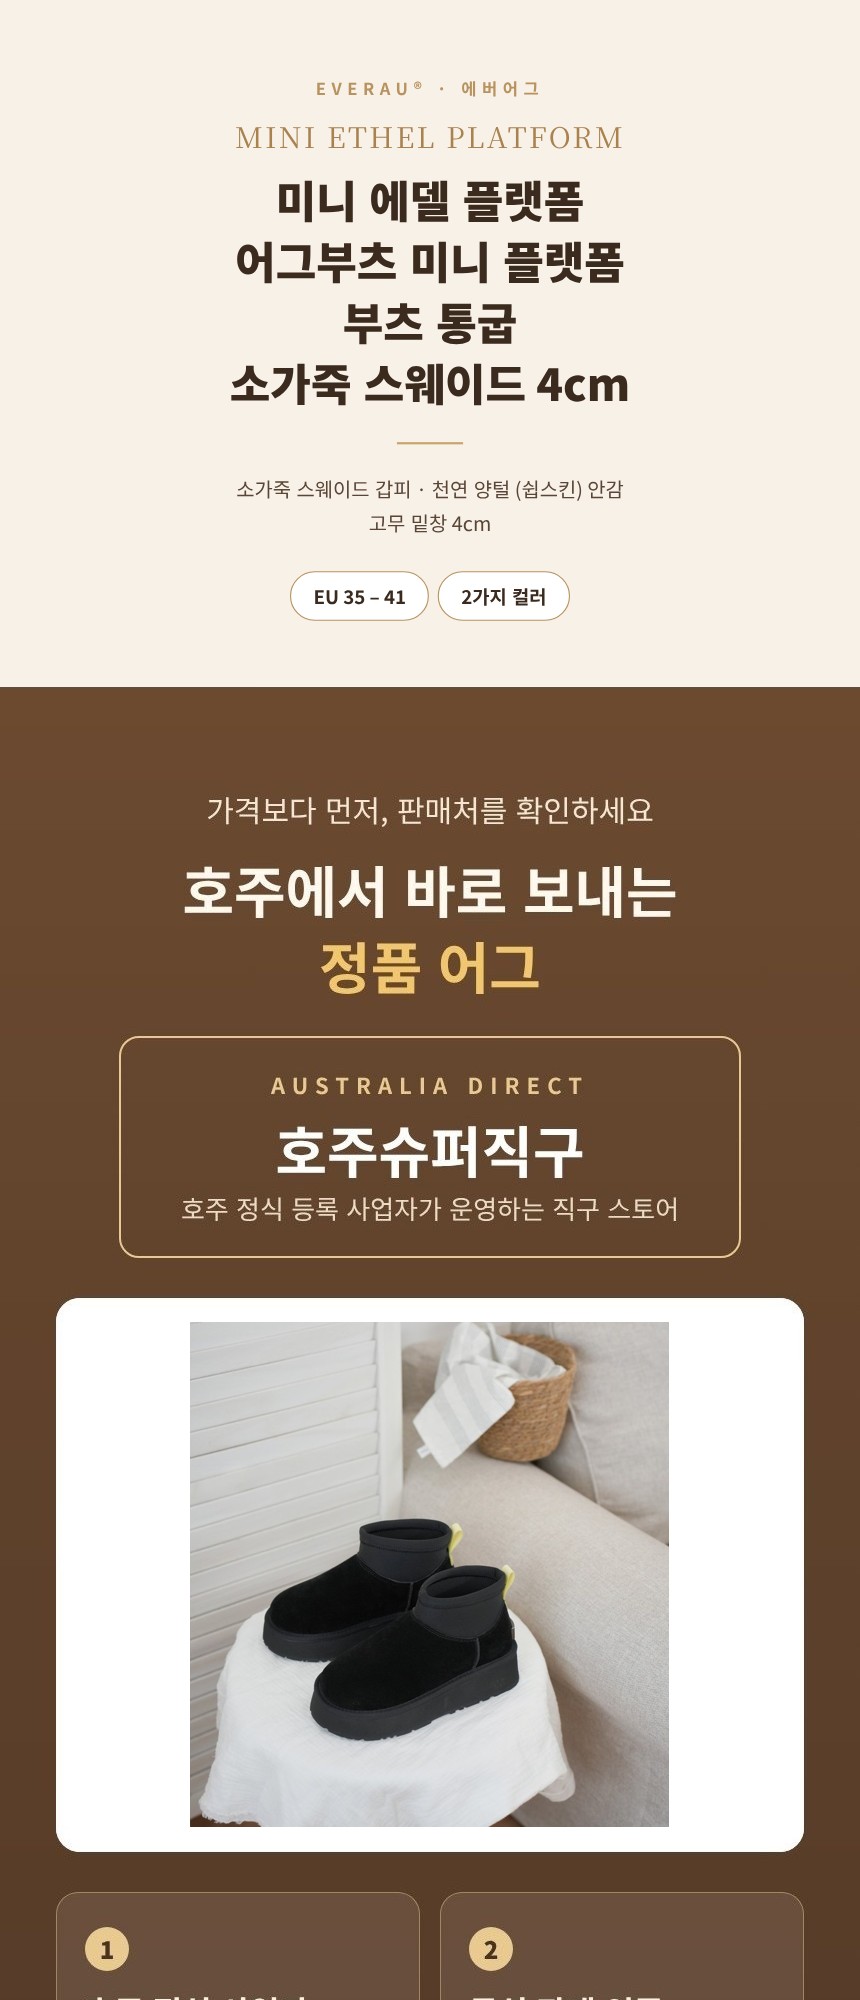 EVERAU® · 에버어그
MINI ETHEL PLATFORM
미니 에델 플랫폼
어그부츠 미니 플랫폼
부츠 통굽
소가죽 스웨이드 4cm
소가죽 스웨이드 갑피 · 천연 양털 (쉽스킨) 안감
고무 밑창 4cm
EU 35 – 41
2가지 컬러
가격보다 먼저, 판매처를 확인하세요
호주에서 바로 보내는
정품 어그
AUSTRALIA DIRECT
호주슈퍼직구
호주 정식 등록 사업자가 운영하는 직구 스토어
1
2